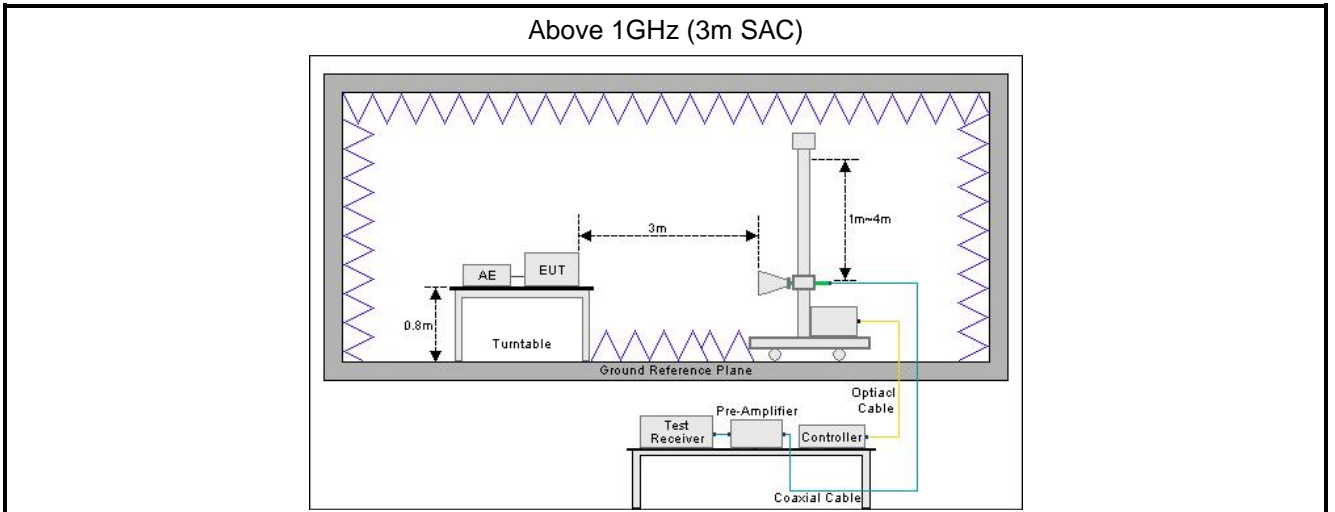 Above 1GHz (3m SAC)
1m~4m
3m
AE
EUT
0.8m
Turntable
Ground Reference Plane
Optiacl
Cable
Pre-Amplifier
Test
Receiver
Controller
Coaxial Cable